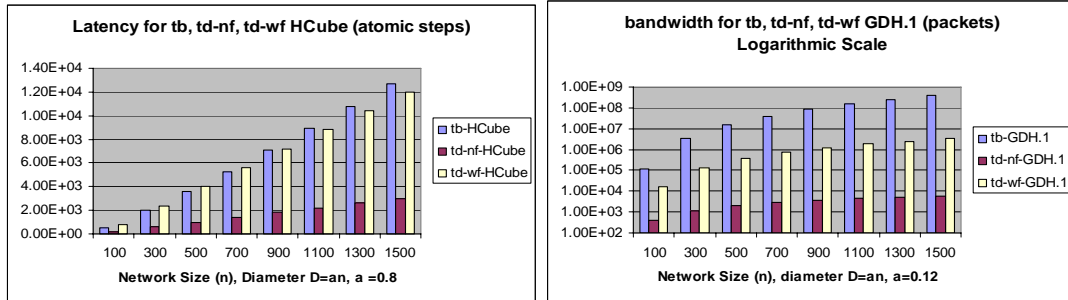 Latency for tb, td-nf, td-wf HCube (atomic steps)
1.40E+04
1.20E+04
1.00E+04
8.00E+03
6.00E+03
4.00E+03
2.00E+03
0.00E+00
100 300 500 700 900 1100 1300 1500
Network Size (n), Diameter D=an, a =0.8
tb-HCube
td-nf-HCube
td-wf-HCube
bandwidth for tb, td-nf, td-wf GDH.1 (packets)
Logarithmic Scale
1.00E+09
1.00E+08
1.00E+07
1.00E+06
1.00E+05
1.00E+04
1.00E+03
1.00E+02
100 300 500 700 900 1100 1300 1500
Network Size (n), diameter D=an, a=0.12
tb-GDH.1
td-nf-GDH.1
td-wf-GDH.1